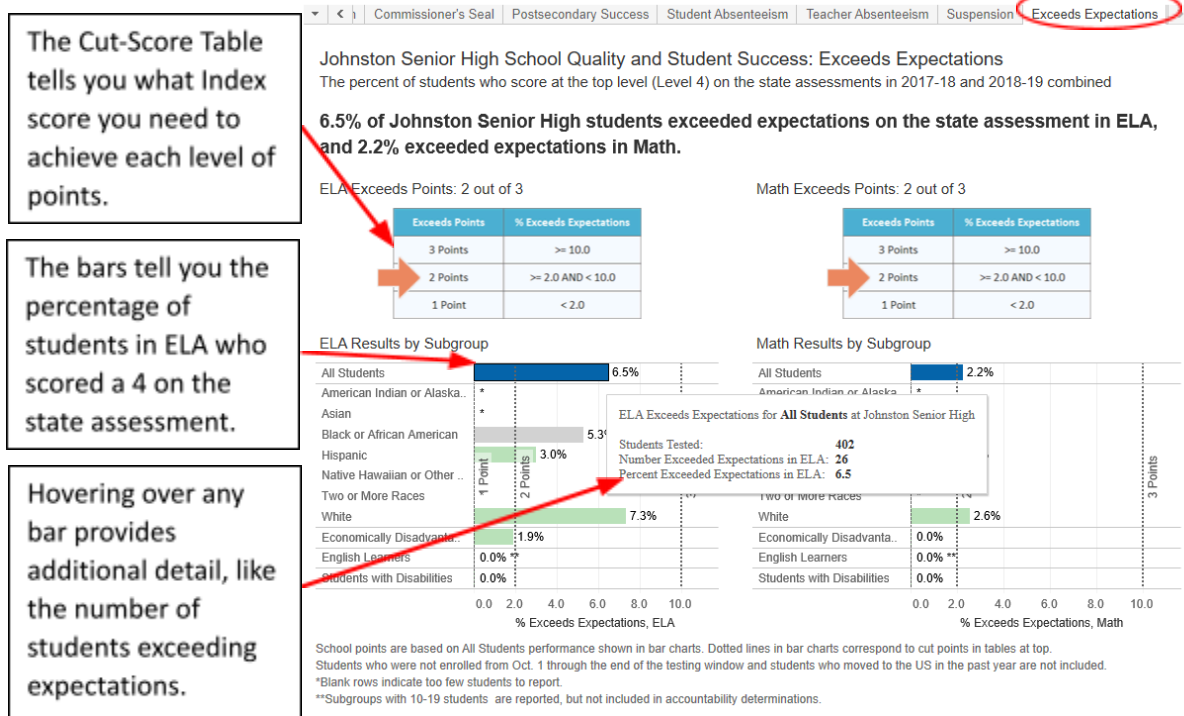 Commissioner's Seal
Postsecondary Success
Student Absenteeism
Teacher Absenteeism
Suspension
Exceeds Expectations
The Cut-Score Table
tells you what Index
score you need to
achieve each level of
points.
The bars tell you the
percentage of
students in ELA who
scored a 4 on the
state assessment.
Hovering over any
bar provides
additional detail, like
the number of
students exceeding
expectations.
Johnston Senior High School Quality and Student Success: Exceeds Expectations
The percent of students who score at the top level (Level 4) on the state assessments in 2017-18 and 2018-19 combined
6.5% of Johnston Senior High students exceeded expectations on the state assessment in ELA,
and 2.2% exceeded expectations in Math.
ELA Exceeds Points: 2 out of 3
Exceeds Points % Exceeds Expectations
3 Points >= 10.0
2 Points >= 2.0 AND < 10.0
1 Point < 2.0
Math Exceeds Points: 2 out of 3
Exceeds Points % Exceeds Expectations
3 Points >= 10.0
2 Points >= 2.0 AND < 10.0
1 Point < 2.0
ELA Results by Subgroup
All Students 6.5%
American Indian or Alaska.. *
Asian *
Black or African American 5.3%
Hispanic 3.0%
Native Hawaiian or Other ..
Two or More Races
White 7.3%
Economically Disadvanta.. 1.9%
English Learners 0.0% **
Students with Disabilities 0.0%
1 Point
2 Points
0.0 2.0 4.0 6.0 8.0 10.0
% Exceeds Expectations, ELA
ELA Exceeds Expectations for All Students at Johnston Senior High
Students Tested: 402
Number Exceeded Expectations in ELA: 26
Percent Exceeded Expectations in ELA: 6.5
Math Results by Subgroup
All Students 2.2%
American Indian or Alaska *
Two or More Races
White 2.6%
Economically Disadvanta.. 0.0%
English Learners 0.0% **
Students with Disabilities 0.0%
3 Points
0.0 2.0 4.0 6.0 8.0 10.0
% Exceeds Expectations, Math
School points are based on All Students performance shown in bar charts. Dotted lines in bar charts correspond to cut points in tables at top.
Students who were not enrolled from Oct. 1 through the end of the testing window and students who moved to the US in the past year are not included.
*Blank rows indicate too few students to report.
**Subgroups with 10-19 students are reported, but not included in accountability determinations.